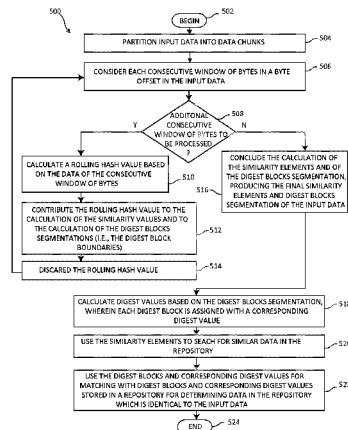 500
BEGIN
502
PARTITION INPUT DATA INTO DATA CHUNKS
504
CONSIDER EACH CONSECUTIVE WINDOW OF BYTES IN A BYTE
OFFSET IN THE INPUT DATA
506
ADDITONAL
CONSECUTIVE
WINDOW OF BYTES TO
BE PROCESSED
?
508
Y
N
CALCULATE A ROLLING HASH VALUE BASED
ON THE DATA OF THE CONSECUTIVE
WINDOW OF BYTES
510
CONCLUDE THE CALCULATION OF
THE SIMILARITY ELEMENTS AND OF
THE DIGEST BLOCKS SEGMENTATION,
PRODUCING THE FINAL SIMILARITY
ELEMENTS AND DIGEST BLOCKS
SEGMENTATION OF THE INPUT DATA
516
CONTRIBUTE THE ROLLING HASH VALUE TO THE
CALCULATION OF THE SIMILARITY VALUES AND TO
THE CALCULATION OF THE DIGEST BLOCKS
SEGMENTATIONS (I.E., THE DIGEST BLOCK
BOUNDARIES)
512
DISCARED THE ROLLING HASH VALUE
514
CALCULATE DIGEST VALUES BASED ON THE DIGEST BLOCKS SEGMENTATION,
WHEREIN EACH DIGEST BLOCK IS ASSIGNED WITH A CORRESPONDING
DIGEST VALUE
USE THE SIMILARITY ELEMENTS TO SEACH FOR SIMILAR DATA IN THE
REPOSITORY
USE THE DIGEST BLOCKS AND CORRESPONDING DIGEST VALUES FOR
MATCHING WITH DIGEST BLOCKS AND CORRESPONDING DIGEST VALUES
STORED IN A REPOSITORY FOR DETERMINING DATA IN THE REPOSITORY
WHICH IS IDENTICAL TO THE INPUT DATA
END
524